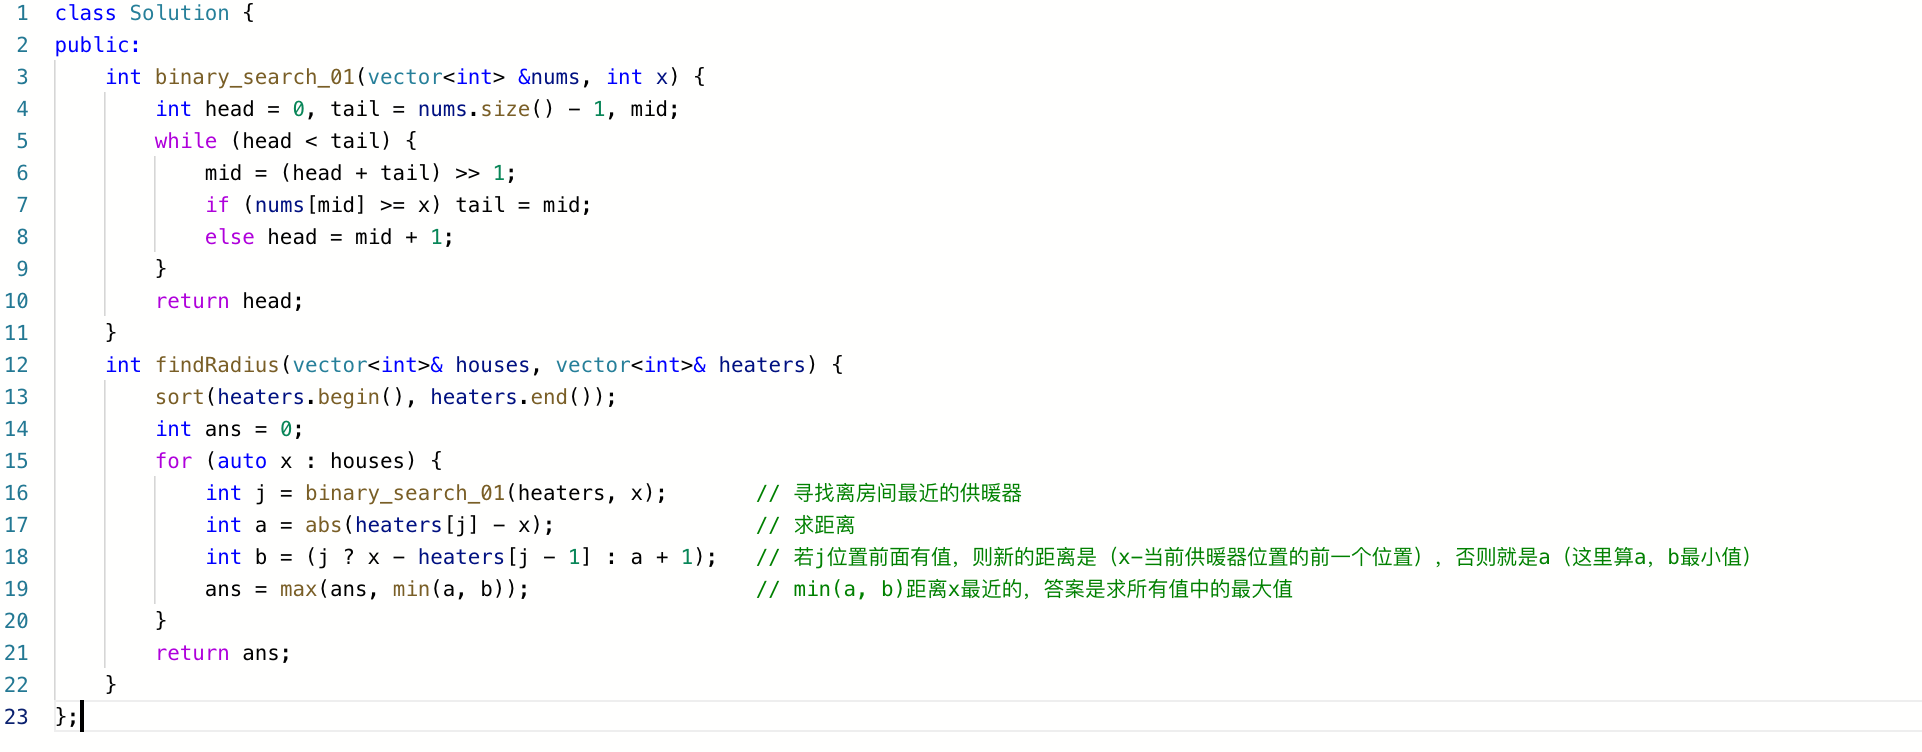 1 class Solution {
2 public:
3     int binary_search_01(vector<int> &nums, int x) {
4         int head = 0, tail = nums.size() - 1, mid;
5         while (head < tail) {
6             mid = (head + tail) >> 1;
7             if (nums[mid] >= x) tail = mid;
8             else head = mid + 1;
9         }
10         return head;
11     }
12     int findRadius(vector<int>& houses, vector<int>& heaters) {
13         sort(heaters.begin(), heaters.end());
14         int ans = 0;
15         for (auto x : houses) {
16             int j = binary_search_01(heaters, x);       // 寻找离房间最近的供暖器
17             int a = abs(heaters[j] - x);                // 求距离
18             int b = (j ? x - heaters[j - 1] : a + 1);   // 若j位置前面有值，则新的距离是（x-当前供暖器位置的前一个位置），否则就是a（这里算a，b最小值）
19             ans = max(ans, min(a, b));                  // min(a, b)距离x最近的，答案是求所有值中的最大值
20         }
21         return ans;
22     }
23 };